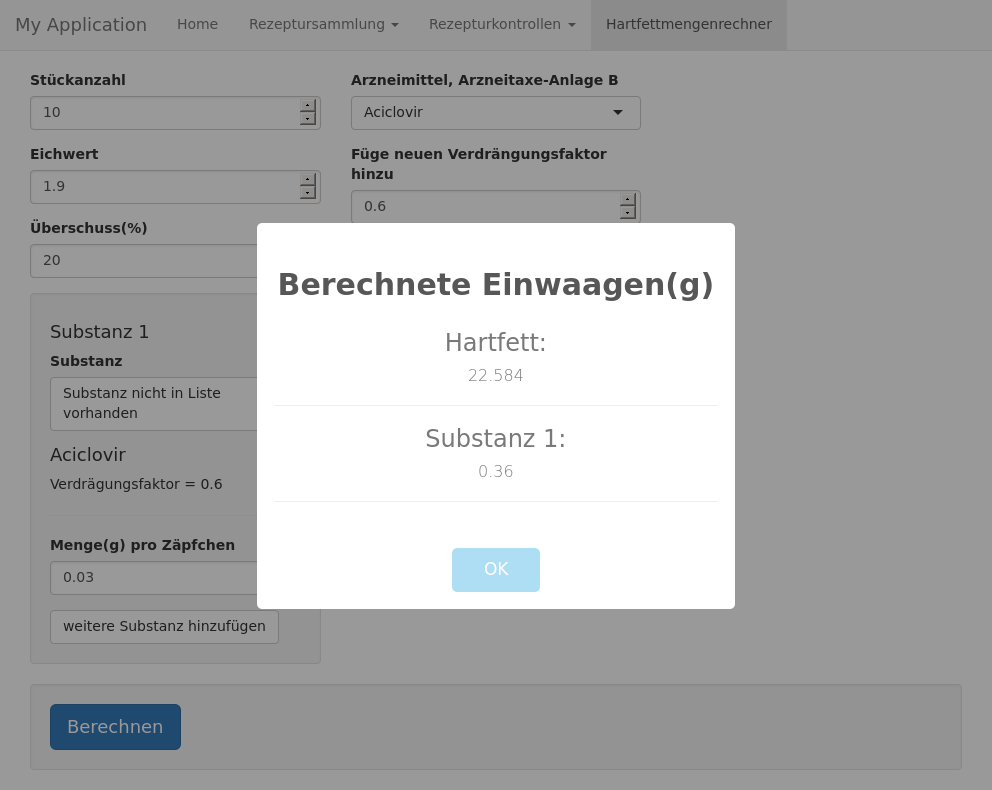 My Application Home Rezeptursammlung Rezepturkontrollen Hartfettmengenrechner
Stückanzahl
10
Eichwert
1.9
Überschuss(%)
20
Arzneimittel, Arzneitaxe-Anlage B
Aciclovir
Füge neuen Verdrängungsfaktor
hinzu
0.6
Substanz 1
Substanz
Substanz nicht in Liste
vorhanden
Aciclovir
Verdrägungsfaktor = 0.6
Menge(g) pro Zäpfchen
0.03
weitere Substanz hinzufügen
Berechnen
Berechnete Einwaagen(g)
Hartfett:
22.584
Substanz 1:
0.36
OK